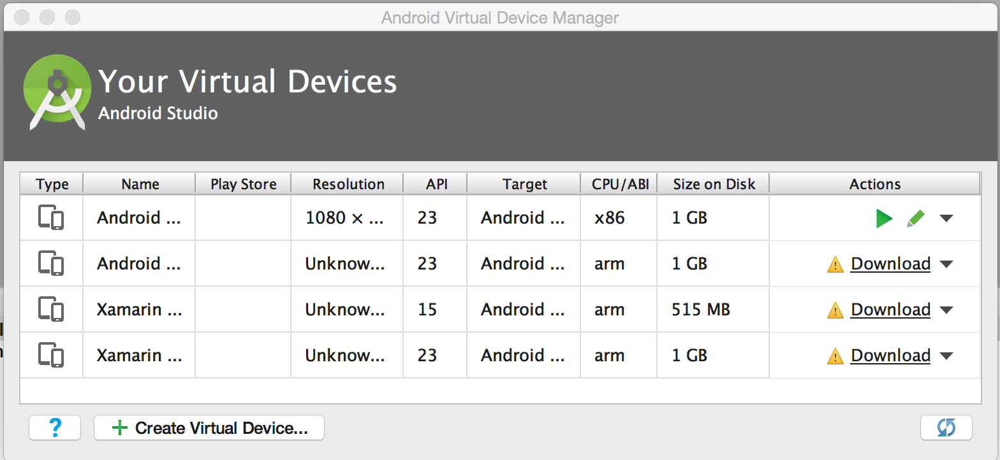 Android Virtual Device Manager
Your Virtual Devices
Android Studio
Type Name Play Store Resolution API Target CPU/ABI Size on Disk Actions
Android ... 1080 × ... 23 Android ... x86 1 GB
Android ... Unknow... 23 Android ... arm 1 GB Download
Xamarin ... Unknow... 15 Android ... arm 515 MB Download
Xamarin ... Unknow... 23 Android ... arm 1 GB Download
? Create Virtual Device...